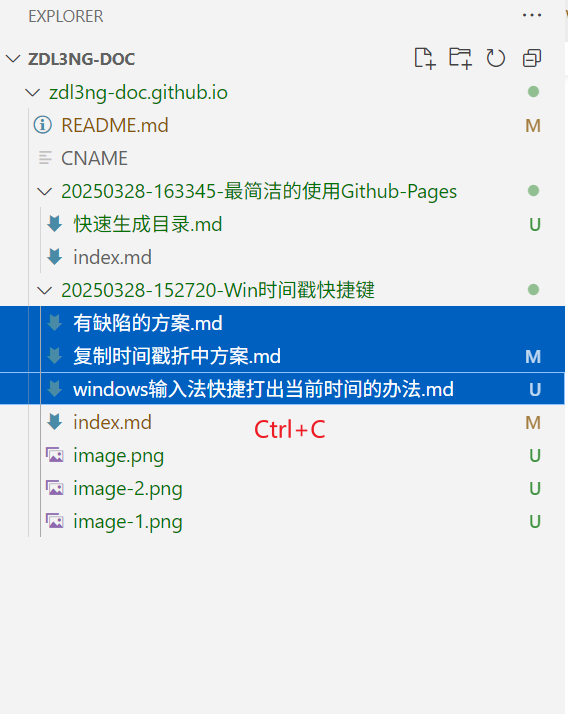 EXPLORER
ZDL3NG-DOC
zdl3ng-doc.github.io
README.md M
CNAME
20250328-163345-最简洁的使用Github-Pages
快速生成目录.md U
index.md
20250328-152720-Win时间戳快捷键
有缺陷的方案.md
复制时间戳折中方案.md M
windows输入法快捷打出当前时间的办法.md U
index.md M
Ctrl+C
image.png U
image-2.png U
image-1.png U